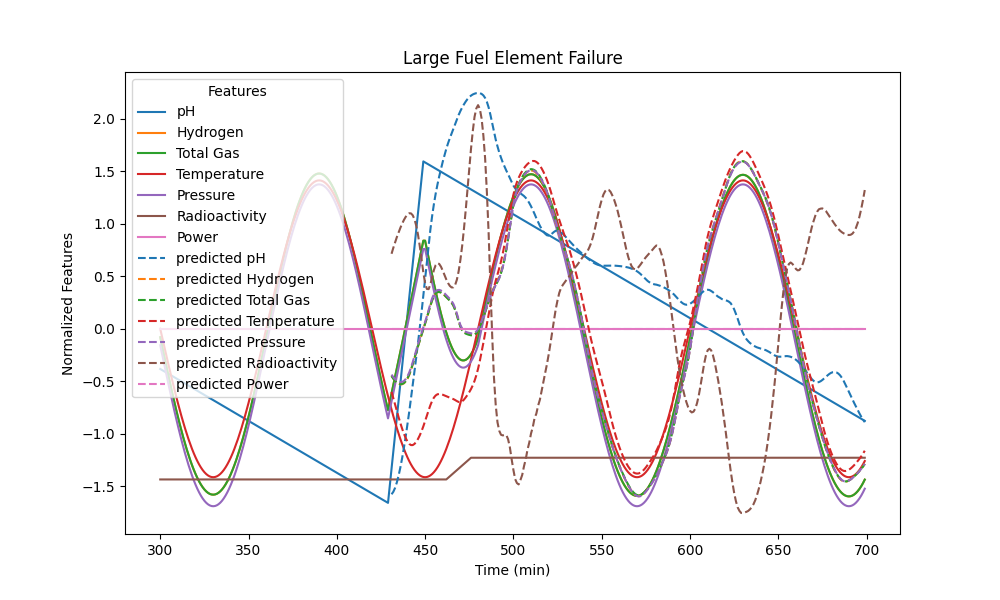 Large Fuel Element Failure
Normalized Features
2.0
1.5
1.0
0.5
0.0
−0.5
−1.0
−1.5
Features
pH
Hydrogen
Total Gas
Temperature
Pressure
Radioactivity
Power
predicted pH
predicted Hydrogen
predicted Total Gas
predicted Temperature
predicted Pressure
predicted Radioactivity
predicted Power
300 350 400 450 500 550 600 650 700
Time (min)